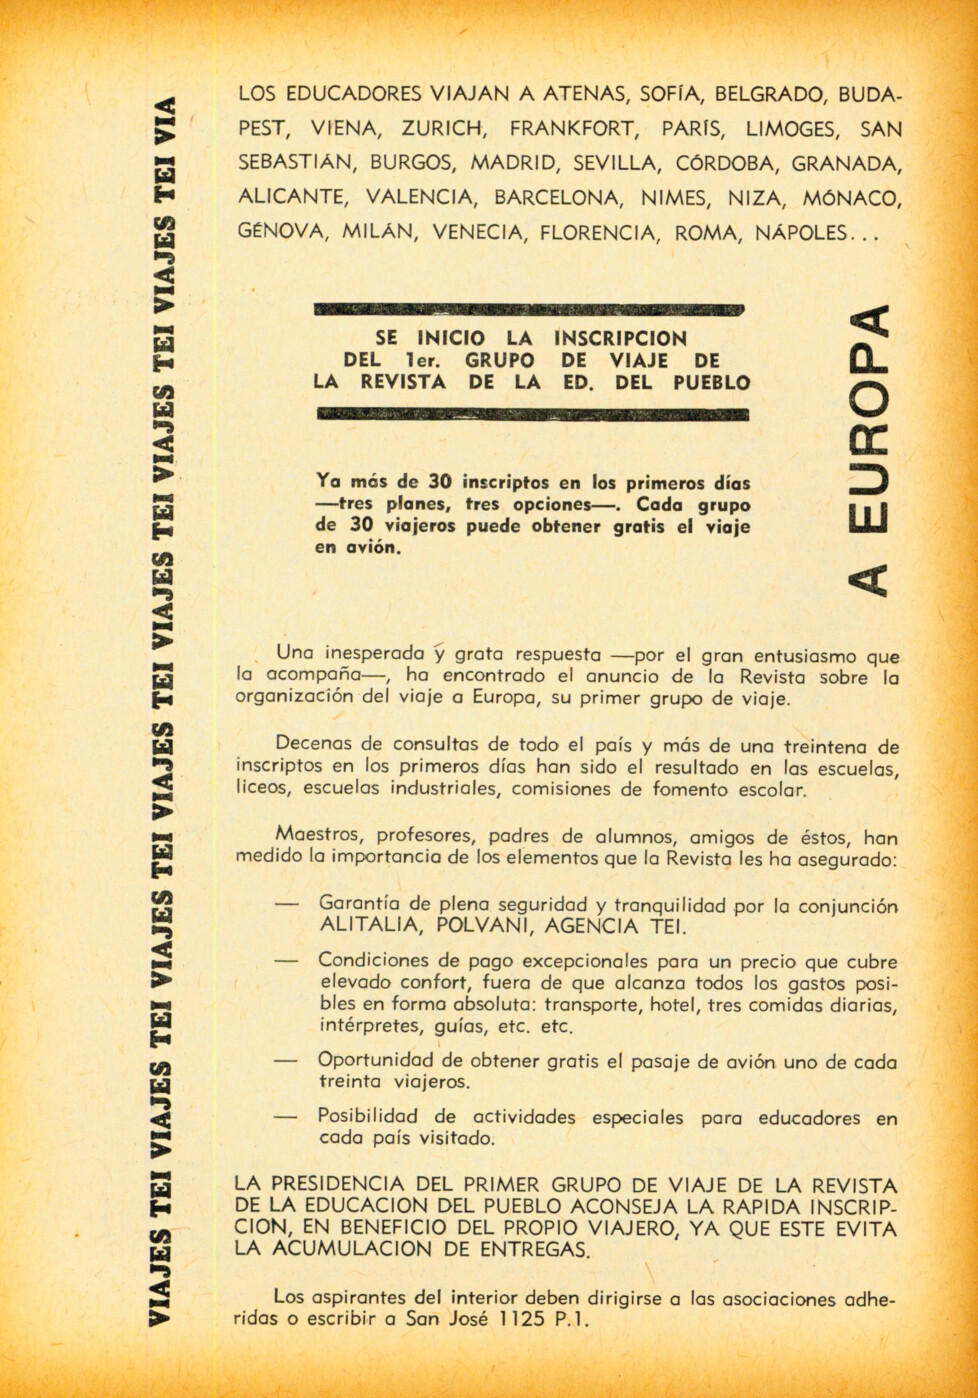 VIAJES TEI VIAJES TEI VIAJES TEI VIAJES TEI VIAJES TEI VIAJES TEI VIAJES TEI VIA
LOS EDUCADORES VIAJAN A ATENAS, SOFÍA, BELGRADO, BUDA-
PEST, VIENA, ZURICH, FRANKFORT, PARÍS, LIMOGES, SAN
SEBASTIÁN, BURGOS, MADRID, SEVILLA, CÓRDOBA, GRANADA,
ALICANTE, VALENCIA, BARCELONA, NIMES, NIZA, MÓNACO,
GÉNOVA, MILÁN, VENECIA, FLORENCIA, ROMA, NÁPOLES...
SE INICIO LA INSCRIPCION
DEL 1er. GRUPO DE VIAJE DE
LA REVISTA DE LA ED. DEL PUEBLO
A EUROPA
Ya más de 30 inscriptos en los primeros días
—tres planes, tres opciones—. Cada grupo
de 30 viajeros puede obtener gratis el viaje
en avión.
Una inesperada y grata respuesta —por el gran entusiasmo que
la acompaña—, ha encontrado el anuncio de la Revista sobre la
organización del viaje a Europa, su primer grupo de viaje.
Decenas de consultas de todo el país y más de una treintena de
inscriptos en los primeros días han sido el resultado en las escuelas,
liceos, escuelas industriales, comisiones de fomento escolar.
Maestros, profesores, padres de alumnos, amigos de éstos, han
medido la importancia de los elementos que la Revista les ha asegurado:
— Garantía de plena seguridad y tranquilidad por la conjunción
ALITALIA, POLVANI, AGENCIA TEI.
— Condiciones de pago excepcionales para un precio que cubre
elevado confort, fuera de que alcanza todos los gastos posi-
bles en forma absoluta: transporte, hotel, tres comidas diarias,
intérpretes, guías, etc. etc.
— Oportunidad de obtener gratis el pasaje de avión uno de cada
treinta viajeros.
— Posibilidad de actividades especiales para educadores en
cada país visitado.
LA PRESIDENCIA DEL PRIMER GRUPO DE VIAJE DE LA REVISTA
DE LA EDUCACION DEL PUEBLO ACONSEJA LA RAPIDA INSCRIP-
CION, EN BENEFICIO DEL PROPIO VIAJERO, YA QUE ESTE EVITA
LA ACUMULACION DE ENTREGAS.
Los aspirantes del interior deben dirigirse a las asociaciones adhe-
ridas o escribir a San José 1125 P.1.